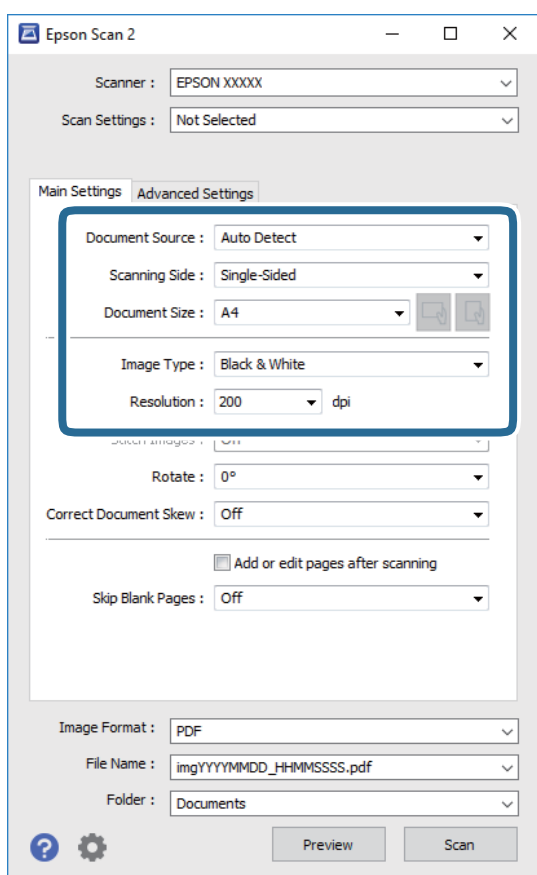 Epson Scan 2
Scanner : EPSON XXXXX
Scan Settings : Not Selected
Main Settings Advanced Settings
Document Source : Auto Detect
Scanning Side : Single-Sided
Document Size : A4
Image Type : Black & White
Resolution : 200 dpi
Rotate : 0°
Correct Document Skew : Off
Add or edit pages after scanning
Skip Blank Pages : Off
Image Format : PDF
File Name : imgYYYYMMDD_HHMMSSSS.pdf
Folder : Documents
? Preview Scan